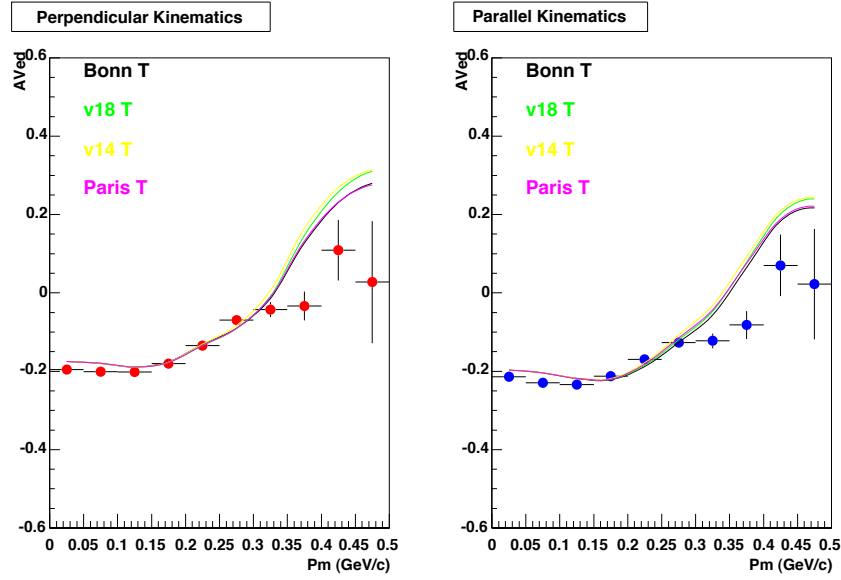 Perpendicular Kinematics
AVed
0.6
0.4
0.2
0
-0.2
-0.4
-0.6
Bonn T
v18 T
v14 T
Paris T
0 0.05 0.1 0.15 0.2 0.25 0.3 0.35 0.4 0.45 0.5
Pm (GeV/c)
Parallel Kinematics
AVed
0.6
0.4
0.2
0
-0.2
-0.4
-0.6
Bonn T
v18 T
v14 T
Paris T
0 0.05 0.1 0.15 0.2 0.25 0.3 0.35 0.4 0.45 0.5
Pm (GeV/c)